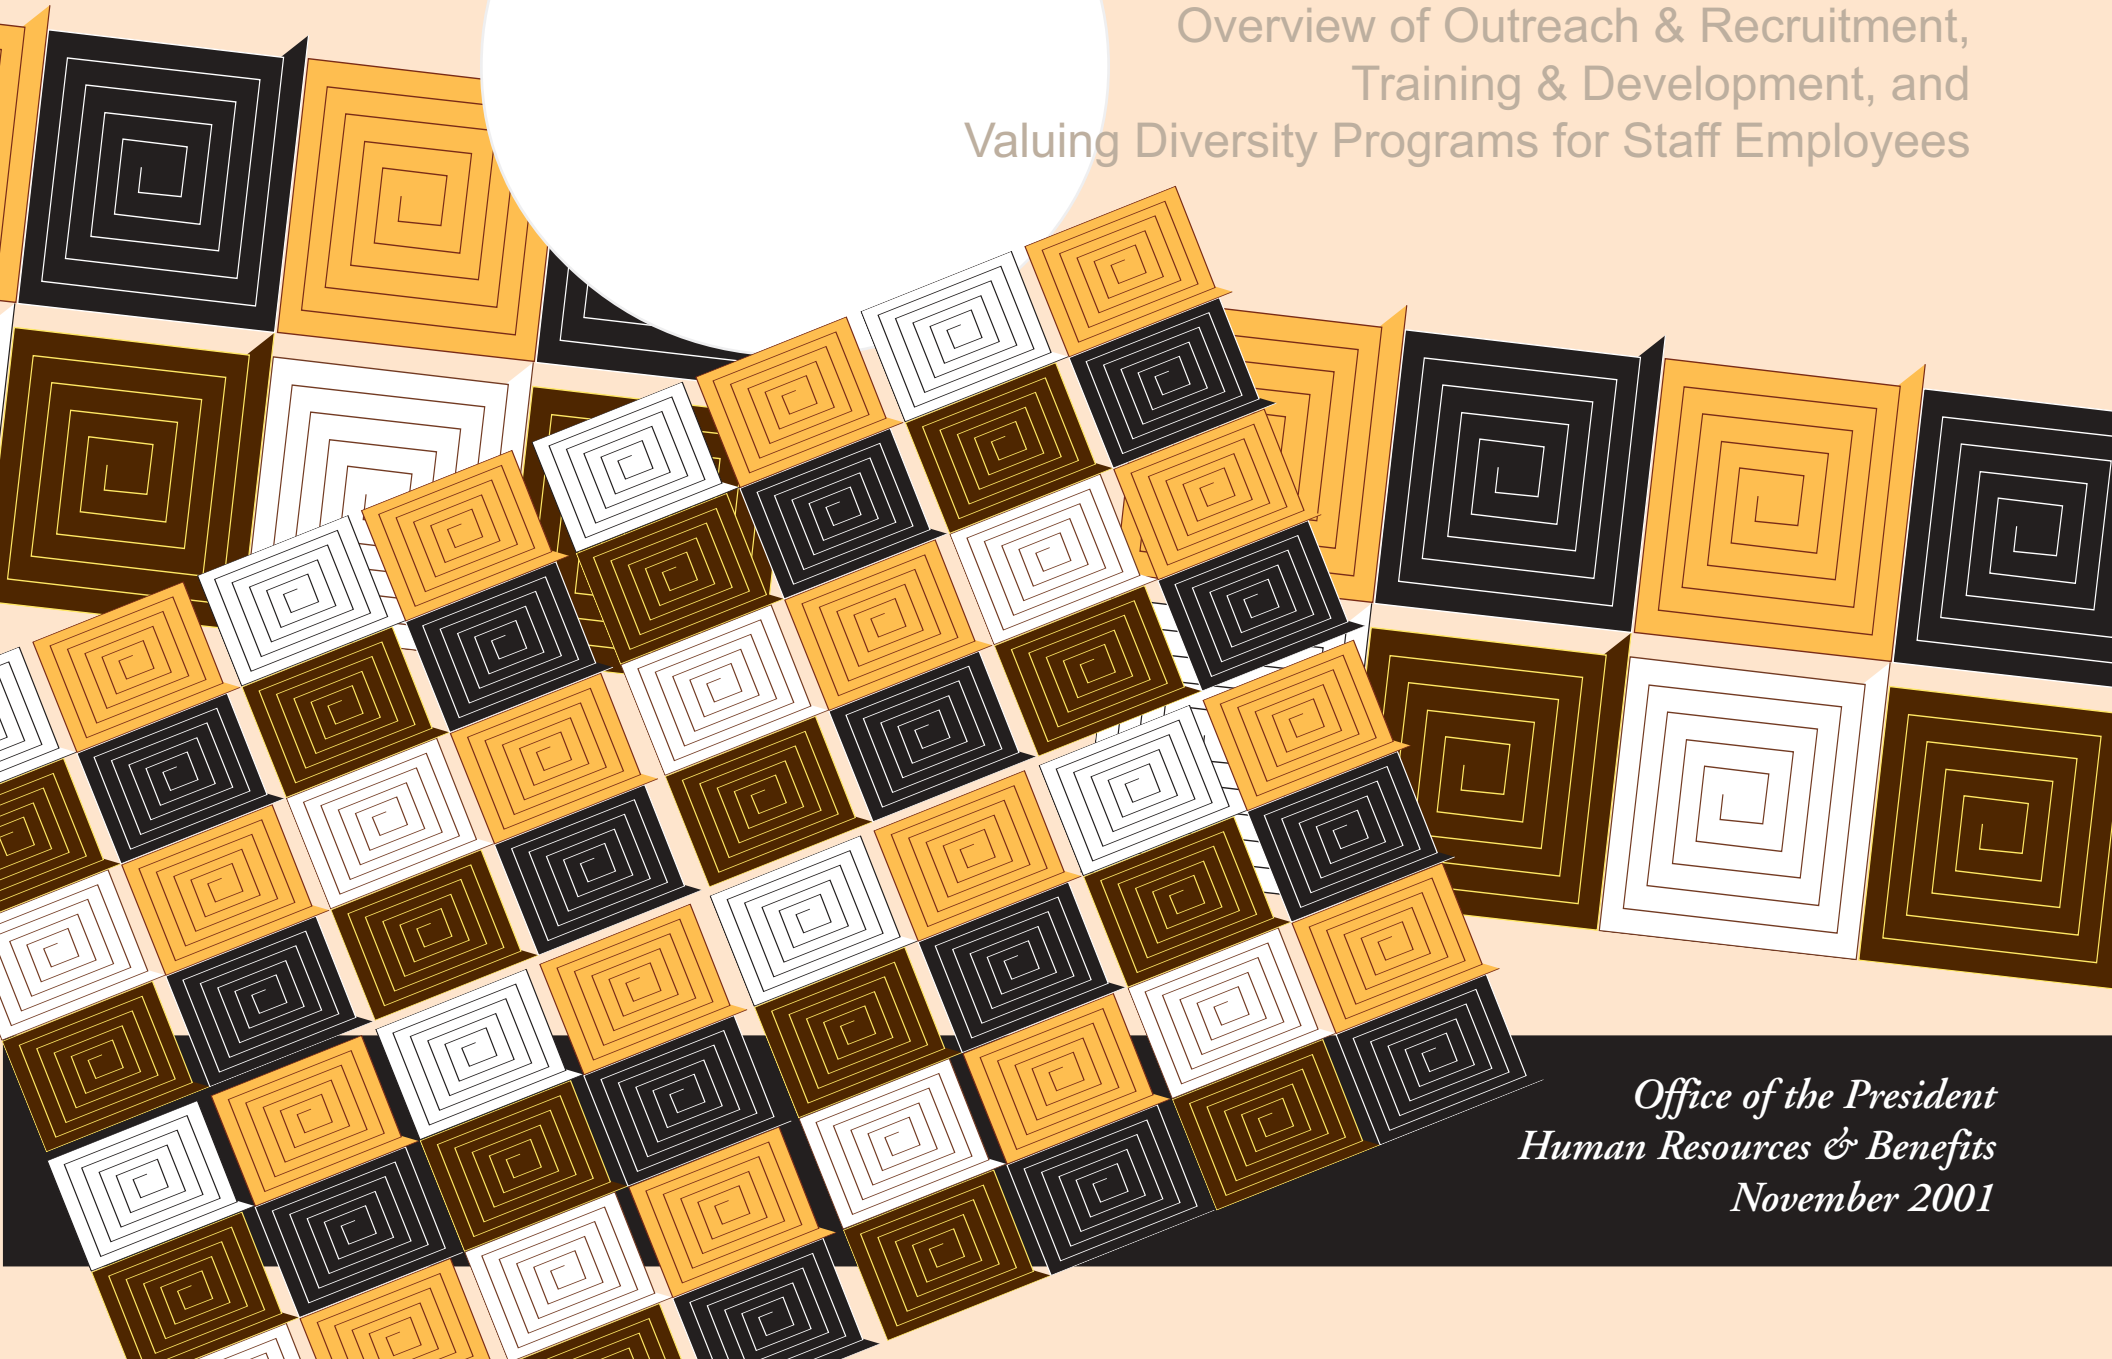 Overview of Outreach & Recruitment,
Training & Development, and
Valuing Diversity Programs for Staff Employees
Office of the President
Human Resources & Benefits
November 2001